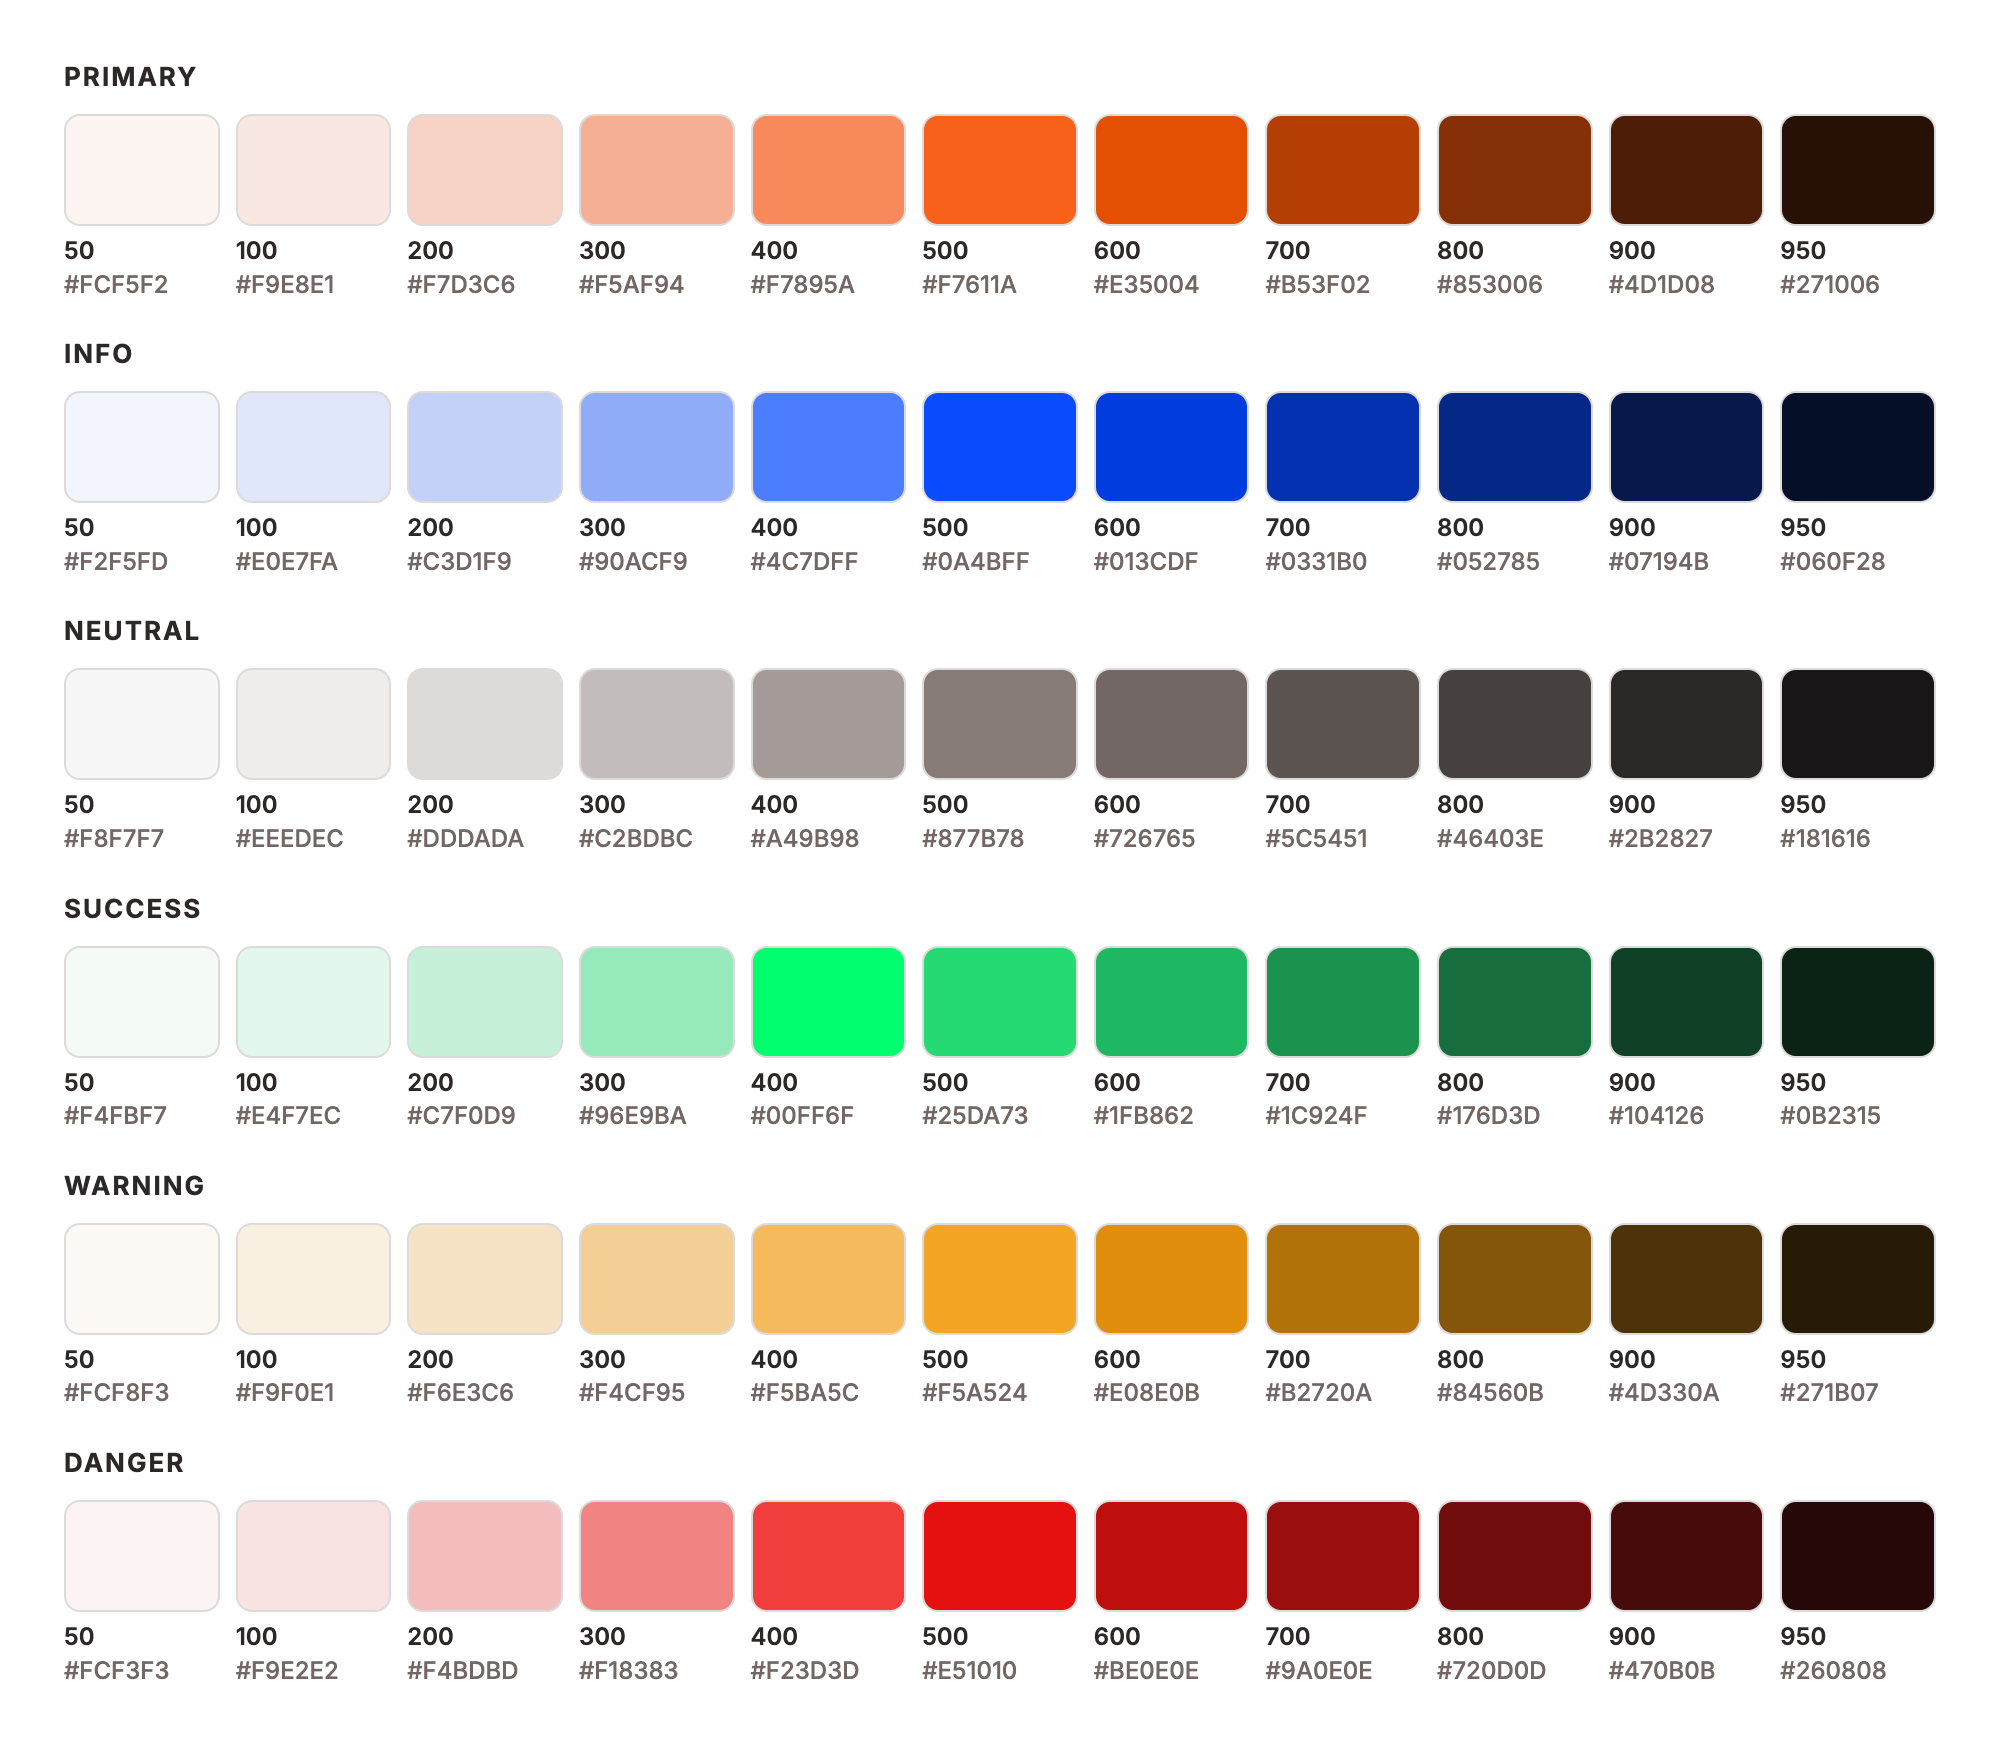 PRIMARY
50 100 200 300 400 500 600 700 800 900 950
#FCF5F2 #F9E8E1 #F7D3C6 #F5AF94 #F7895A #F7611A #E35004 #B53F02 #853006 #4D1D08 #271006
INFO
50 100 200 300 400 500 600 700 800 900 950
#F2F5FD #E0E7FA #C3D1F9 #90ACF9 #4C7DFF #0A4BFF #013CDF #0331B0 #052785 #07194B #060F28
NEUTRAL
50 100 200 300 400 500 600 700 800 900 950
#F8F7F7 #EEEDEC #DDDADA #C2BDBC #A49B98 #877B78 #726765 #5C5451 #46403E #2B2827 #181616
SUCCESS
50 100 200 300 400 500 600 700 800 900 950
#F4FBF7 #E4F7EC #C7F0D9 #96E9BA #00FF6F #25DA73 #1FB862 #1C924F #176D3D #104126 #0B2315
WARNING
50 100 200 300 400 500 600 700 800 900 950
#FCF8F3 #F9F0E1 #F6E3C6 #F4CF95 #F5BA5C #F5A524 #E08E0B #B2720A #84560B #4D330A #271B07
DANGER
50 100 200 300 400 500 600 700 800 900 950
#FCF3F3 #F9E2E2 #F4BDBD #F18383 #F23D3D #E51010 #BE0E0E #9A0E0E #720D0D #470B0B #260808